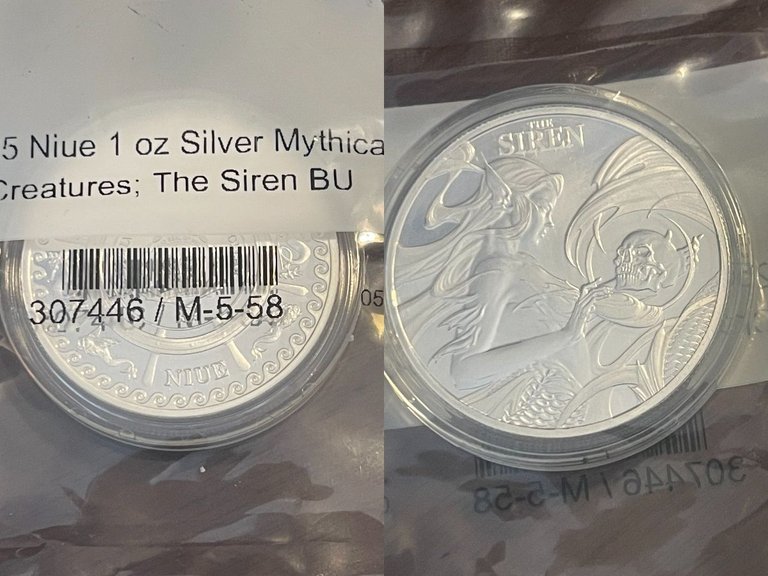 5 Niue 1 oz Silver Mythica
Creatures; The Siren BU
307446 / M-5-58
05
NIUE
THE
SIREN
307446 / M-5-58